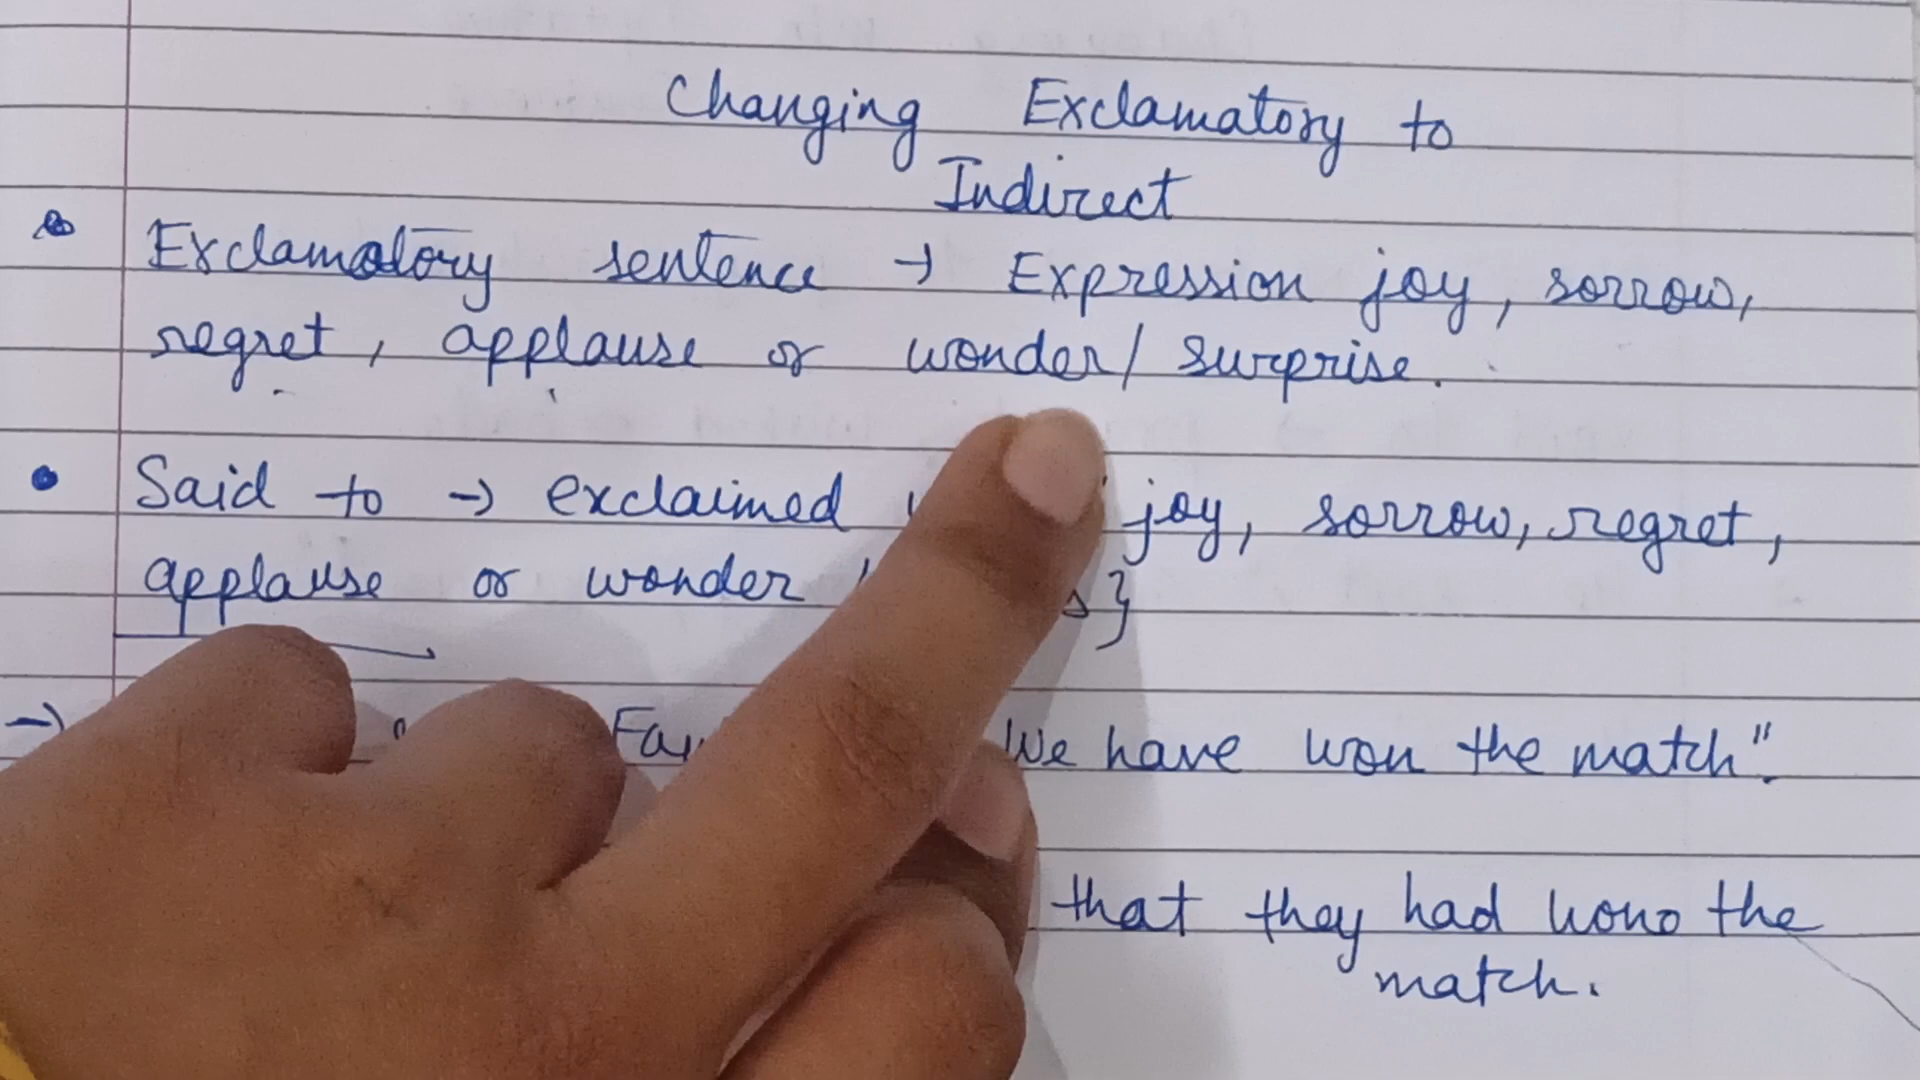 Changing Exclamatory to
Indirect
Exclamatory sentence → Expression joy, sorrow,
regret, applause or wonder/ surprise.
Said to → exclaimed joy, sorrow, regret,
applause or wonder }
→ We have won the match".
that they had wono the
match.